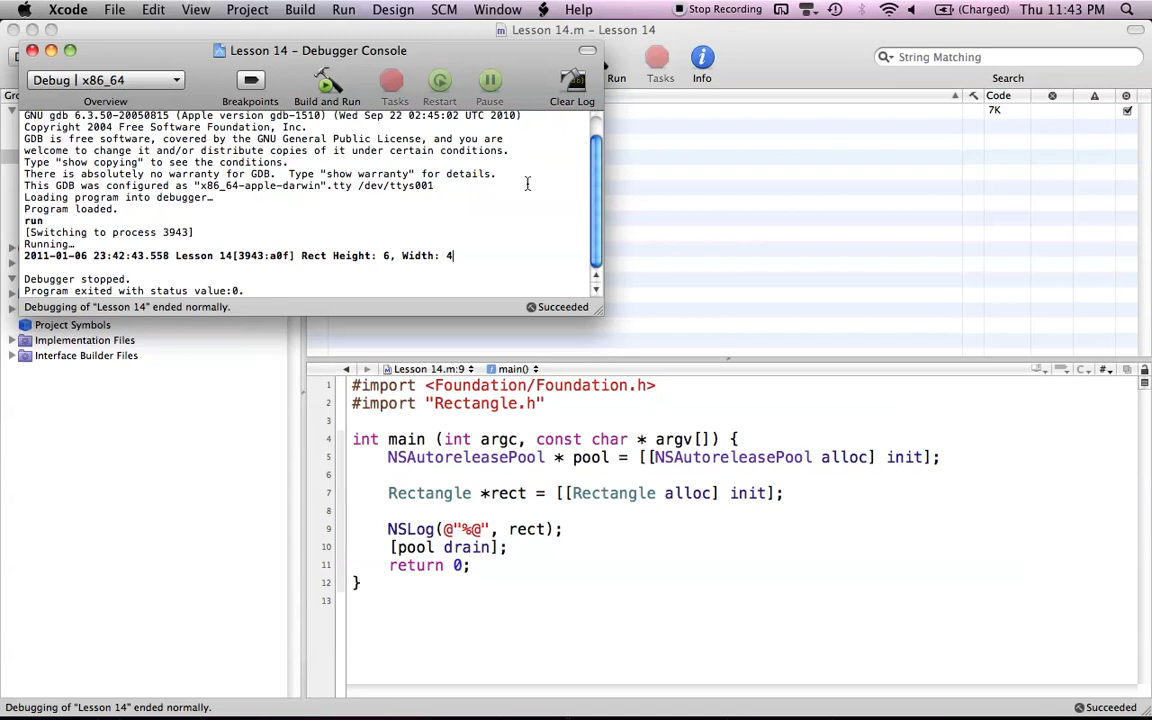 Xcode File Edit View Project Build Run Design SCM Window Help Stop Recording (Charged) Thu 11:43 PM
Lesson 14.m - Lesson 14
Lesson 14 - Debugger Console
Debug | x86_64
String Matching
Overview Breakpoints Build and Run Tasks Restart Pause Clear Log
Run Tasks Info Search
Code
7K
GNU gdb 6.3.50-20050815 (Apple version gdb-1510) (Wed Sep 22 02:45:02 UTC 2010)
Copyright 2004 Free Software Foundation, Inc.
GDB is free software, covered by the GNU General Public License, and you are
welcome to change it and/or distribute copies of it under certain conditions.
Type "show copying" to see the conditions.
There is absolutely no warranty for GDB.  Type "show warranty" for details.
This GDB was configured as "x86_64-apple-darwin".tty /dev/ttys001
Loading program into debugger…
Program loaded.
run
[Switching to process 3943]
Running…
2011-01-06 23:42:43.558 Lesson 14[3943:a0f] Rect Height: 6, Width: 4
Debugger stopped.
Program exited with status value:0.
Debugging of "Lesson 14" ended normally. Succeeded
Project Symbols
Implementation Files
Interface Builder Files
Lesson 14.m:9 main()
1 #import <Foundation/Foundation.h>
2 #import "Rectangle.h"
3
4 int main (int argc, const char * argv[]) {
5 NSAutoreleasePool * pool = [[NSAutoreleasePool alloc] init];
6
7 Rectangle *rect = [[Rectangle alloc] init];
8
9 NSLog(@"%@", rect);
10 [pool drain];
11 return 0;
12 }
13
Debugging of "Lesson 14" ended normally. Succeeded